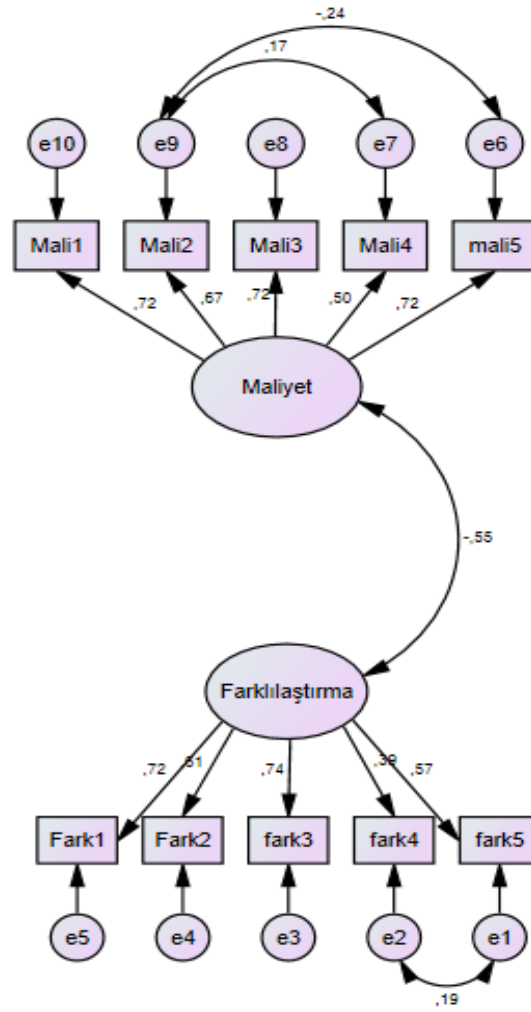 -,24
,17
e10 e9 e8 e7 e6
Mali1 Mali2 Mali3 Mali4 mali5
,72 ,67 ,72 ,50 ,72
Maliyet
-,55
Farklılaştırma
,72 ,74 ,39 ,57
Fark1 Fark2 fark3 fark4 fark5
e5 e4 e3 e2 e1
,19